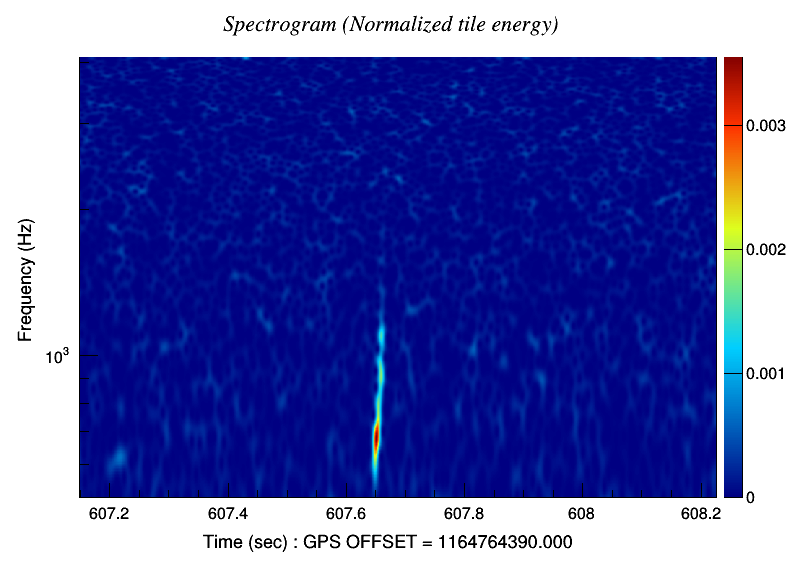 Spectrogram (Normalized tile energy)
0.003
0.002
0.001
0
Frequency (Hz)
10³
607.2 607.4 607.6 607.8 608 608.2
Time (sec) : GPS OFFSET = 1164764390.000